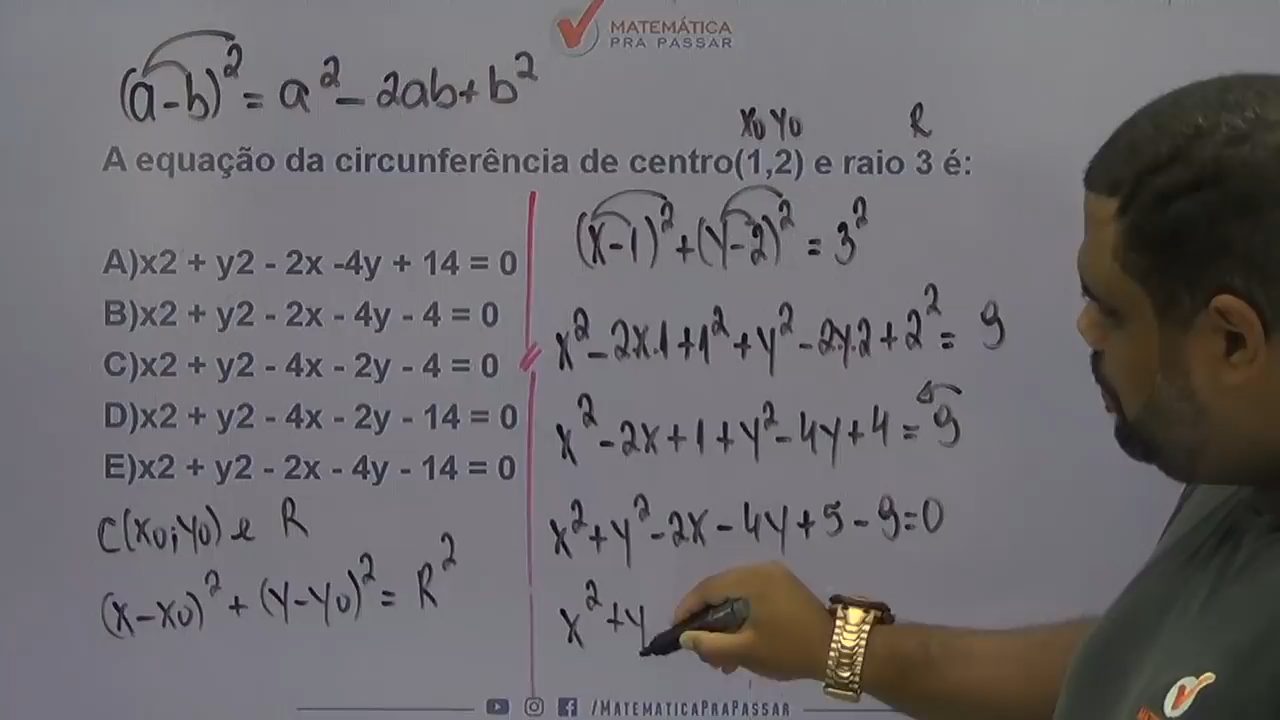 MATEMÁTICA
PRA PASSAR
(a-b)² = a² - 2ab + b²
x0 y0 R
A equação da circunferência de centro(1,2) e raio 3 é:
A)x2 + y2 - 2x -4y + 14 = 0
B)x2 + y2 - 2x - 4y - 4 = 0
C)x2 + y2 - 4x - 2y - 4 = 0
D)x2 + y2 - 4x - 2y - 14 = 0
E)x2 + y2 - 2x - 4y - 14 = 0
C(x0;y0) e R
(x-x0)² + (y-y0)² = R²
(x-1)² + (y-2)² = 3²
x² - 2x.1 + 1² + y² - 2y.2 + 2² = 9
x² - 2x + 1 + y² - 4y + 4 = 9
x² + y² - 2x - 4y + 5 - 9 = 0
x² + y
/MATEMATICAPRAPASSAR